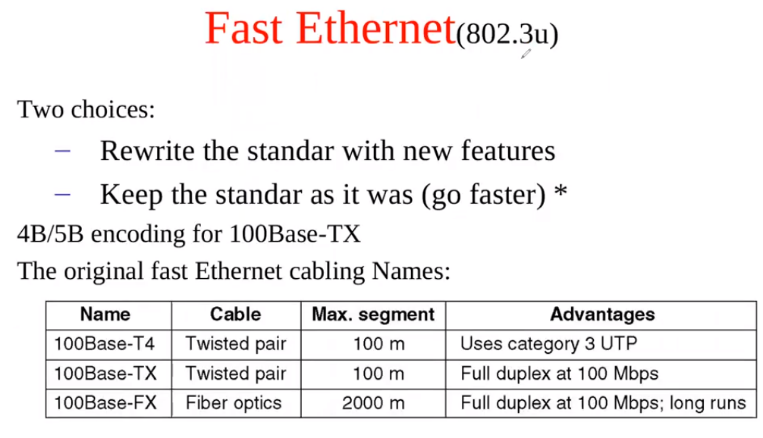 Fast Ethernet(802.3u)
Two choices:
– Rewrite the standar with new features
– Keep the standar as it was (go faster) *
4B/5B encoding for 100Base-TX
The original fast Ethernet cabling Names:
Name Cable Max. segment Advantages
100Base-T4 Twisted pair 100 m Uses category 3 UTP
100Base-TX Twisted pair 100 m Full duplex at 100 Mbps
100Base-FX Fiber optics 2000 m Full duplex at 100 Mbps; long runs